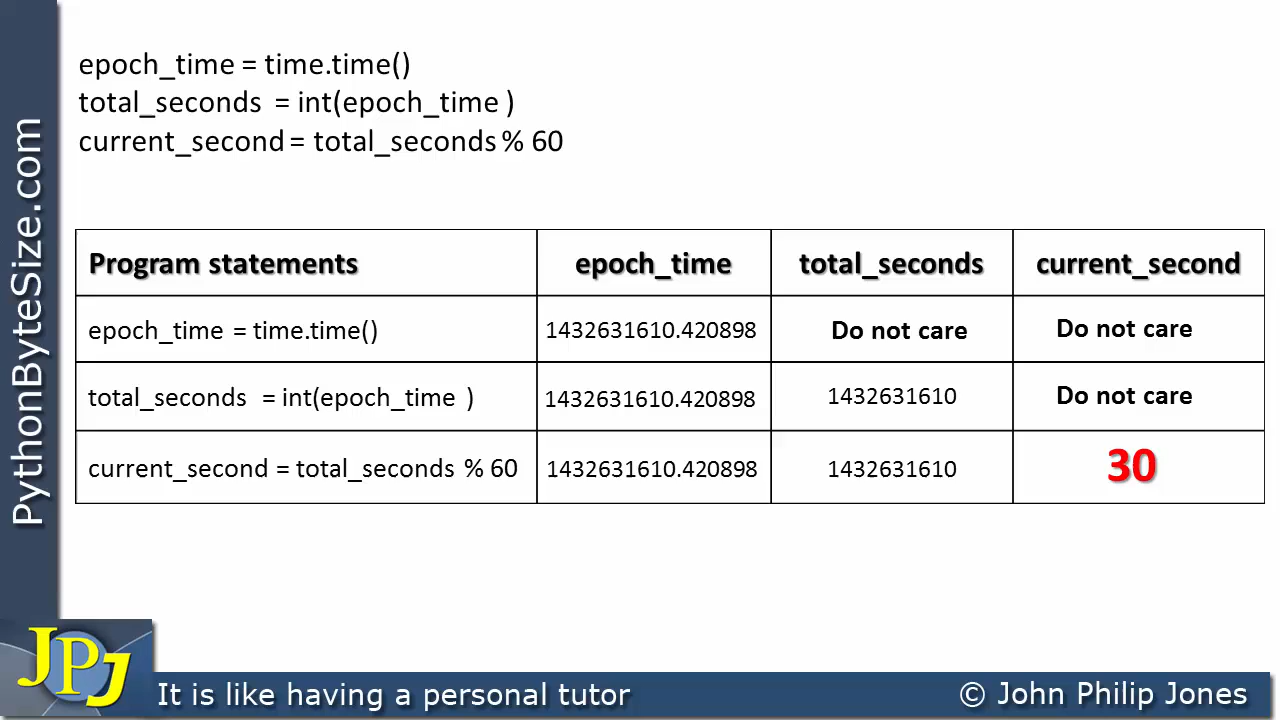 epoch_time = time.time()
total_seconds = int(epoch_time )
current_second = total_seconds % 60
Program statements epoch_time total_seconds current_second
epoch_time = time.time() 1432631610.420898 Do not care Do not care
total_seconds = int(epoch_time ) 1432631610.420898 1432631610 Do not care
current_second = total_seconds % 60 1432631610.420898 1432631610 30
PythonByteSize.com
JPJ
It is like having a personal tutor
© John Philip Jones